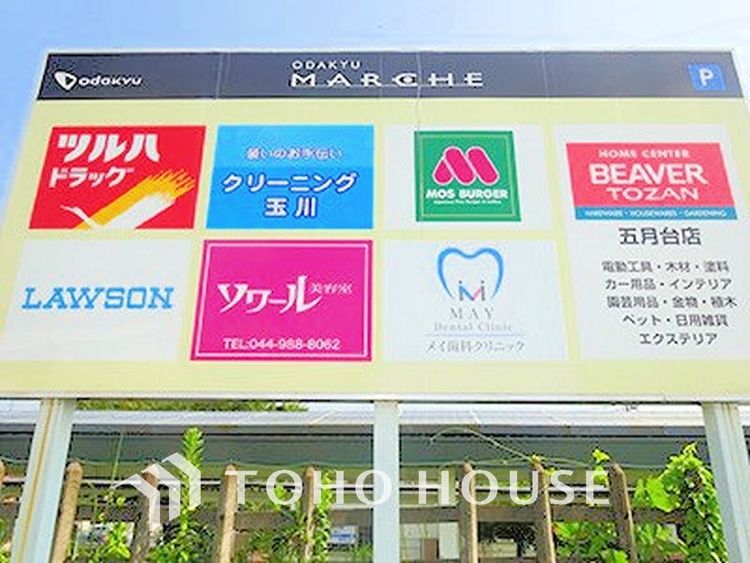 ODAKYU
ODAKYU
MARCHE
P
ツルハ
ドラッグ
装いのお手伝い
クリーニング
玉川
MOS BURGER
HOME CENTER
BEAVER
TOZAN
HARDWARE・HOUSEWARES・GARDENING
五月台店
電動工具・木材・塗料
カー用品・インテリア
園芸用品・金物・植木
ペット・日用雑貨
エクステリア
LAWSON
ソワール美容室
TEL:044-988-8062
M
MAY
Dental Clinic
メイ歯科クリニック
TOHO HOUSE